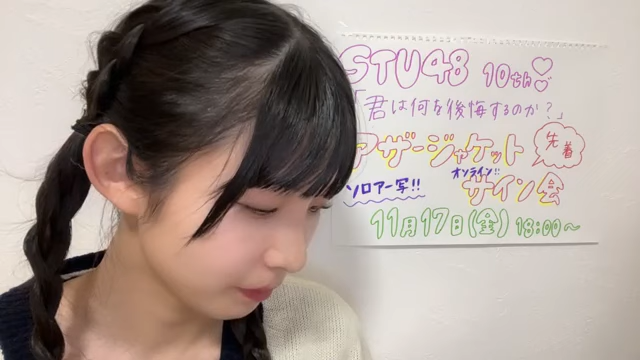 STU48 10th♡
「君は何を後悔するのか?」
アザージャケット 先着
オンライン!!
ソロアー写!! サイン会
11月17日(金) 18:00〜